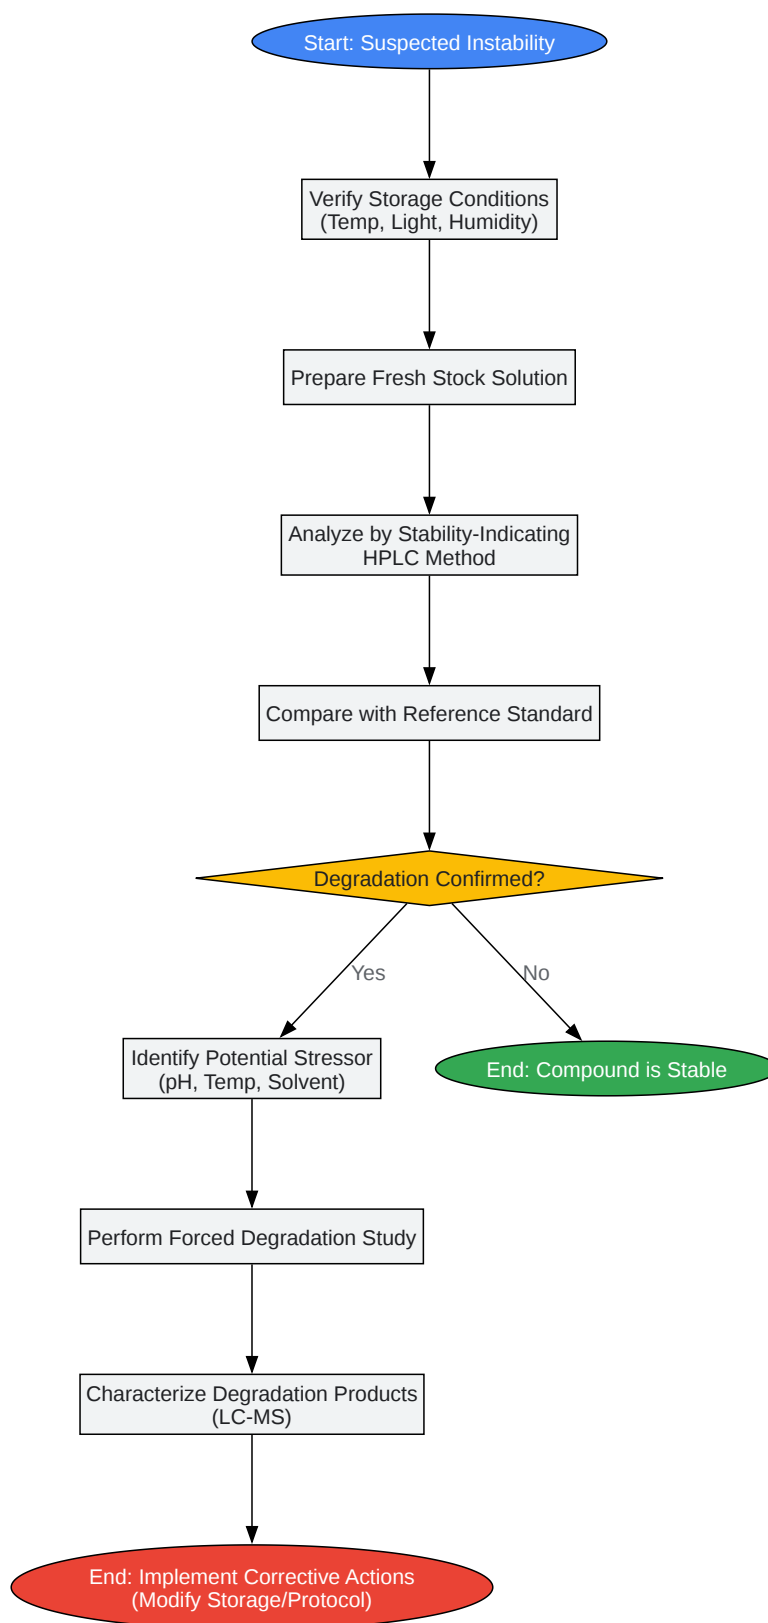 Start: Suspected Instability
Verify Storage Conditions
(Temp, Light, Humidity)
Prepare Fresh Stock Solution
Analyze by Stability-Indicating
HPLC Method
Compare with Reference Standard
Degradation Confirmed?
Yes
No
Identify Potential Stressor
(pH, Temp, Solvent)
End: Compound is Stable
Perform Forced Degradation Study
Characterize Degradation Products
(LC-MS)
End: Implement Corrective Actions
(Modify Storage/Protocol)